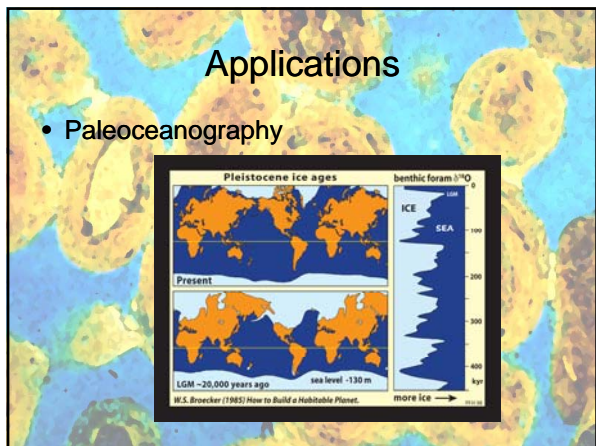 Applications
• Paleoceanography
Pleistocene ice ages
Present
LGM ~20,000 years ago
sea level -130 m
W.S. Broecker (1985) How to Build a Habitable Planet.
benthic foram δ¹⁸O
0
LGM
ICE
SEA
100
200
300
400
kyr
more ice →